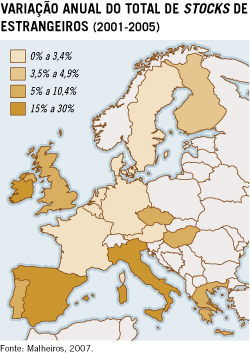 VARIAÇÃO ANUAL DO TOTAL DE STOCKS DE
ESTRANGEIROS (2001-2005)
0% a 3,4%
3,5% a 4,9%
5% a 10,4%
15% a 30%
Fonte: Malheiros, 2007.